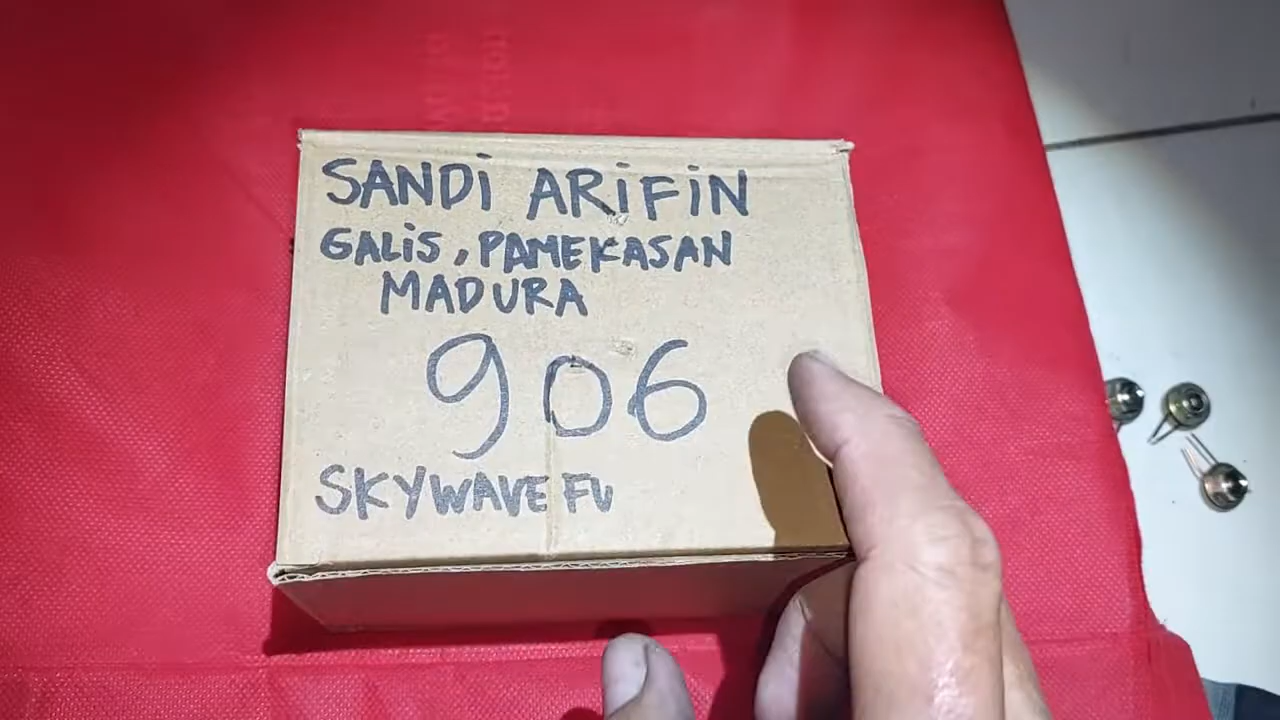 SANDi ARiFiN
GALiS, PAMEKASAN
MADURA
906
SKYWAVE FU